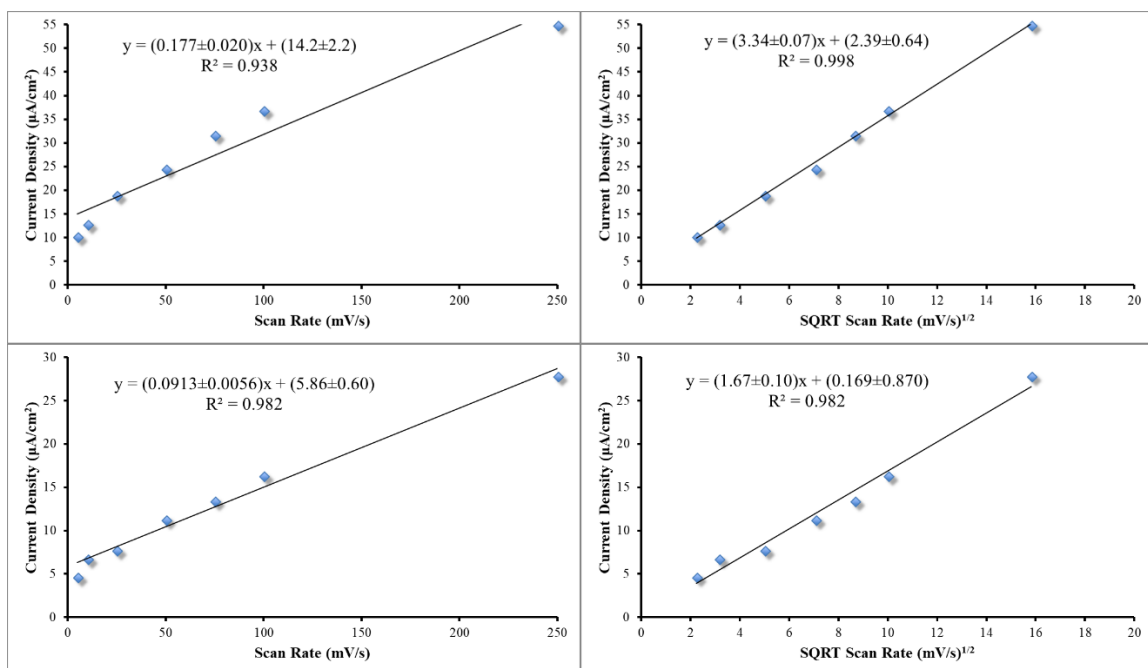 55
50
45
40
35
30
25
20
15
10
5
0
Current Density (µA/cm²)
y = (0.177±0.020)x + (14.2±2.2)
R² = 0.938
0 50 100 150 200 250
Scan Rate (mV/s)
55
50
45
40
35
30
25
20
15
10
5
0
Current Density (µA/cm²)
y = (3.34±0.07)x + (2.39±0.64)
R² = 0.998
0 2 4 6 8 10 12 14 16 18 20
SQRT Scan Rate (mV/s)¹/²
30
25
20
15
10
5
0
Current Density (µA/cm²)
y = (0.0913±0.0056)x + (5.86±0.60)
R² = 0.982
0 50 100 150 200 250
Scan Rate (mV/s)
30
25
20
15
10
5
0
Current Density (µA/cm²)
y = (1.67±0.10)x + (0.169±0.870)
R² = 0.982
0 2 4 6 8 10 12 14 16 18 20
SQRT Scan Rate (mV/s)¹/²